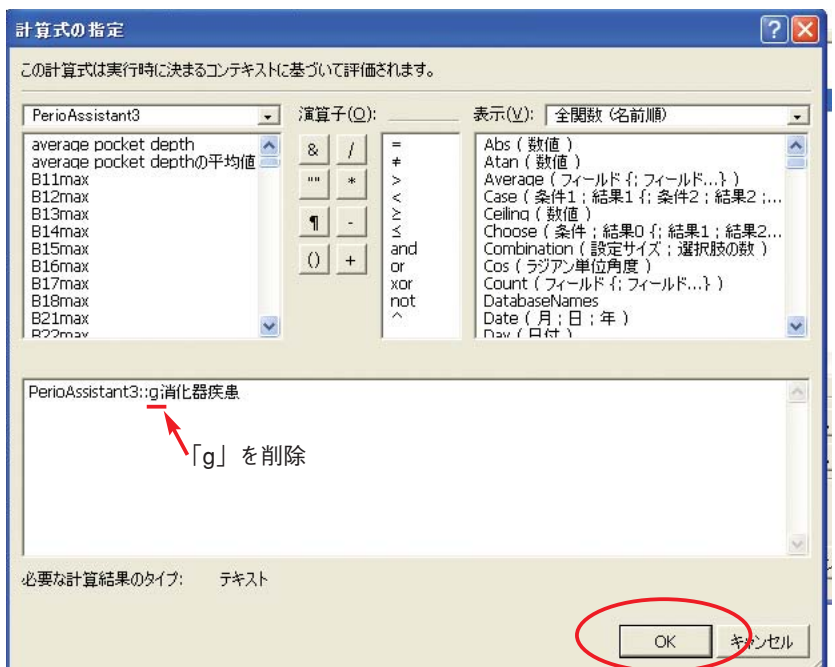 計算式の指定
この計算式は実行時に決まるコンテキストに基づいて評価されます。
PerioAssistant3
演算子(O):
表示(V): 全関数 (名前順)
average pocket depth
average pocket depthの平均値
B11max
B12max
B13max
B14max
B15max
B16max
B17max
B18max
B21max
B22max
& /
"" *
¶ -
() +
=
≠
>
<
≥
≤
and
or
xor
not
^
Abs ( 数値 )
Atan ( 数値 )
Average ( フィールド {; フィールド...} )
Case ( 条件1 ; 結果1 {; 条件2 ; 結果2 ;...
Ceiling ( 数値 )
Choose ( 条件 ; 結果0 {; 結果1 ; 結果2...
Combination ( 設定サイズ ; 選択肢の数 )
Cos ( ラジアン単位角度 )
Count ( フィールド {; フィールド...} )
DatabaseNames
Date ( 月 ; 日 ; 年 )
Day ( 日付 )
PerioAssistant3::g消化器疾患
「g」を削除
必要な計算結果のタイプ: テキスト
OK キャンセル